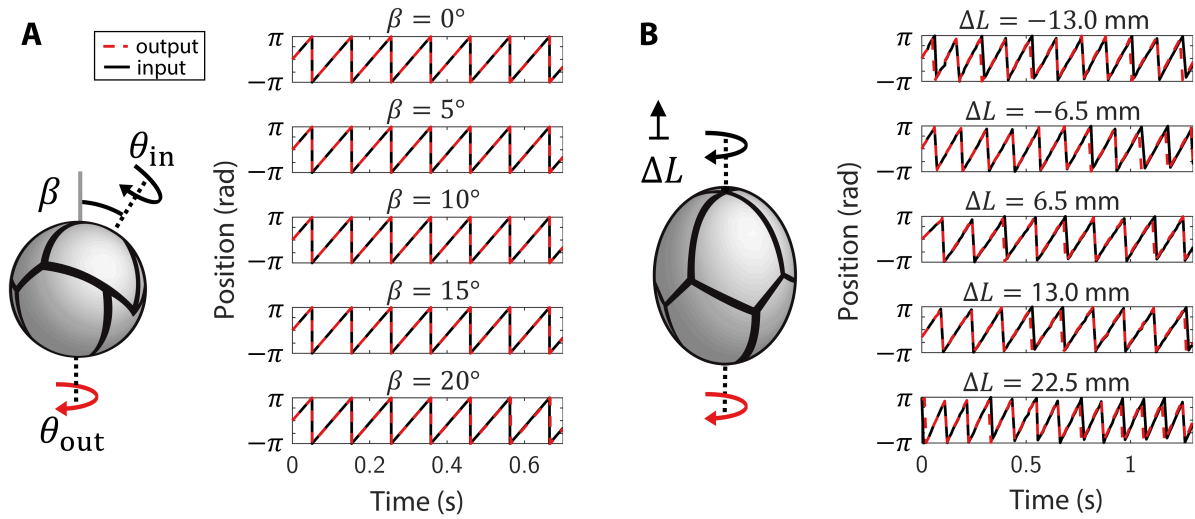 A
output
input
θin
β
θout
Position (rad)
β = 0°
π
−π
β = 5°
π
−π
β = 10°
π
−π
β = 15°
π
−π
β = 20°
π
−π
0 0.2 0.4 0.6
Time (s)
B
ΔL
Position (rad)
ΔL = −13.0 mm
π
−π
ΔL = −6.5 mm
π
−π
ΔL = 6.5 mm
π
−π
ΔL = 13.0 mm
π
−π
ΔL = 22.5 mm
π
−π
0 0.5 1
Time (s)